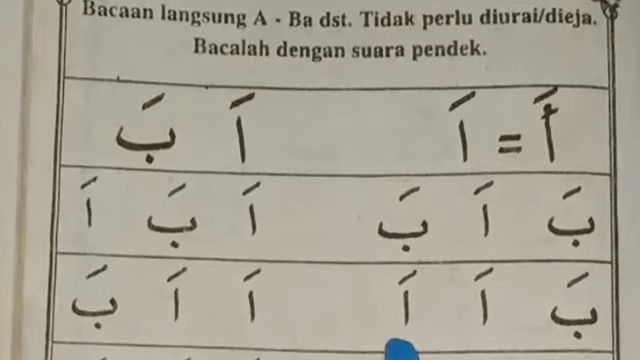 Bacaan langsung A - Ba dst. Tidak perlu diurai/dieja.
Bacalah dengan suara pendek.
أَ = اَ اَ بَ
بَ اَ بَ اَ بَ اَ
بَ اَ اَ اَ اَ بَ